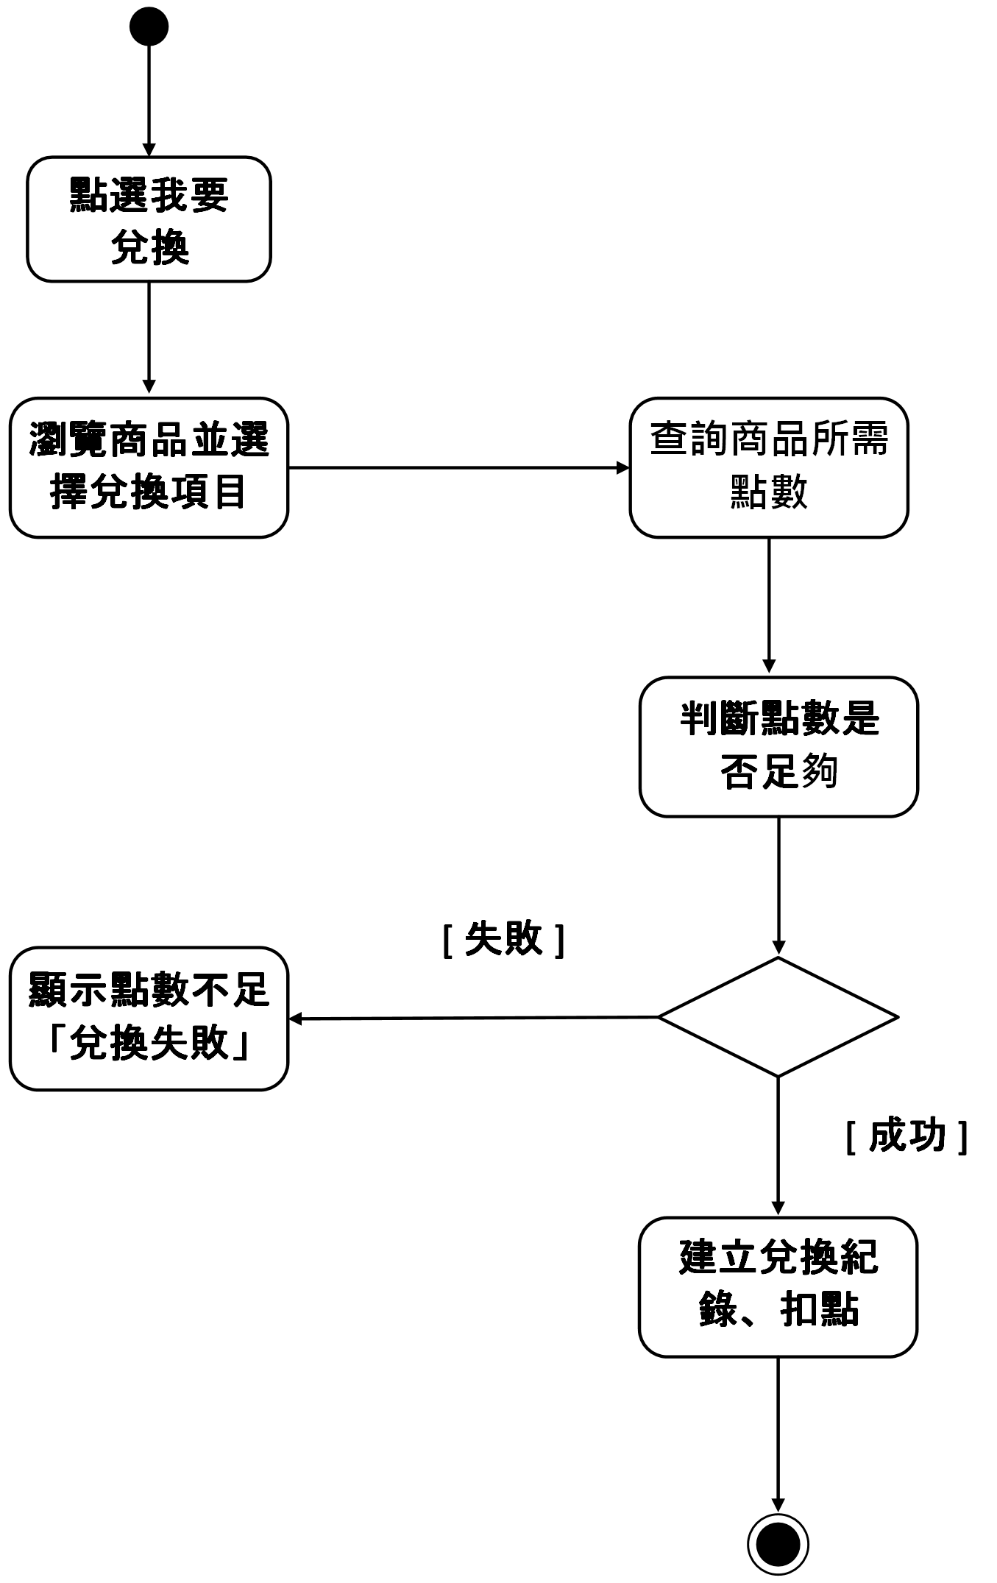 點選我要
兌換
瀏覽商品並選
擇兌換項目
查詢商品所需
點數
判斷點數是
否足夠
[ 失敗 ]
顯示點數不足
「兌換失敗」
[ 成功 ]
建立兌換紀
錄、扣點